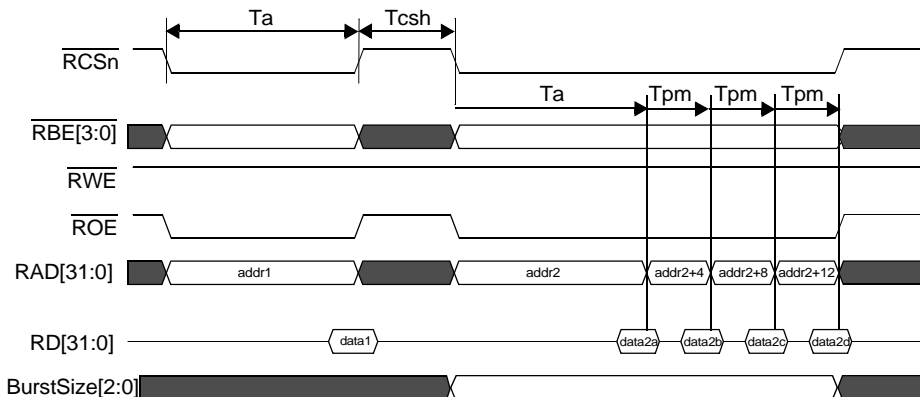 Ta Tcsh
RCSn
Ta Tpm Tpm Tpm
RBE[3:0]
RWE
ROE
RAD[31:0] addr1 addr2 addr2+4 addr2+8 addr2+12
RD[31:0] data1 data2a data2b data2c data2d
BurstSize[2:0]